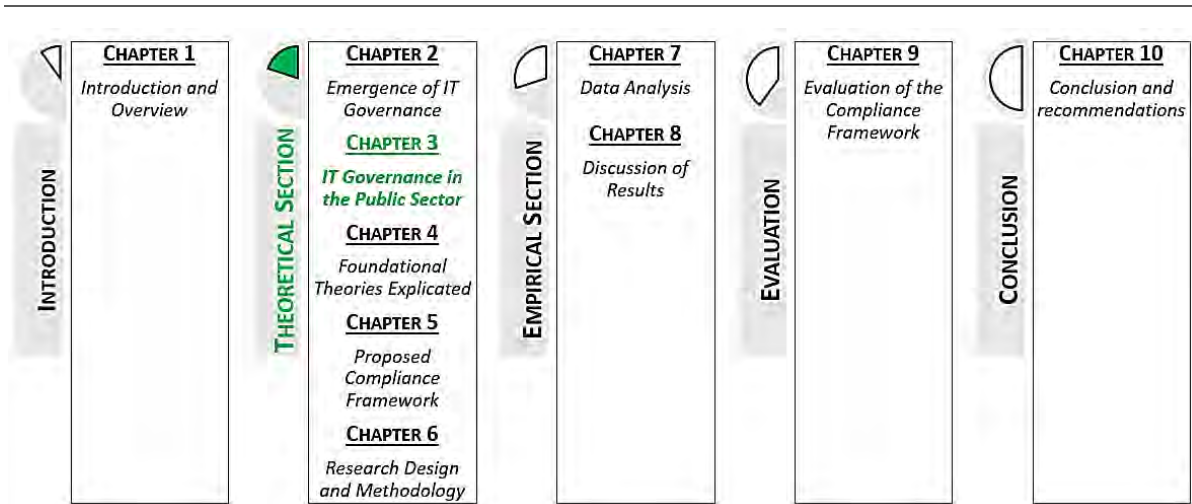 INTRODUCTION
CHAPTER 1
Introduction and
Overview
THEORETICAL SECTION
CHAPTER 2
Emergence of IT
Governance
CHAPTER 3
IT Governance in
the Public Sector
CHAPTER 4
Foundational
Theories Explicated
CHAPTER 5
Proposed
Compliance
Framework
CHAPTER 6
Research Design
and Methodology
EMPIRICAL SECTION
CHAPTER 7
Data Analysis
CHAPTER 8
Discussion of
Results
EVALUATION
CHAPTER 9
Evaluation of the
Compliance
Framework
CONCLUSION
CHAPTER 10
Conclusion and
recommendations